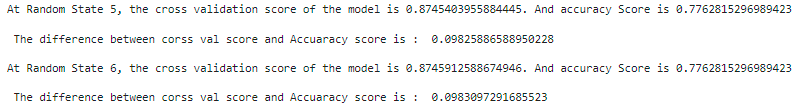 At Random State 5, the cross validation score of the model is 0.8745403955884445. And accuracy Score is 0.7762815296989423
The difference between corss val score and Accuaracy score is :  0.09825886588950228
At Random State 6, the cross validation score of the model is 0.8745912588674946. And accuracy Score is 0.7762815296989423
The difference between corss val score and Accuaracy score is :  0.0983097291685523